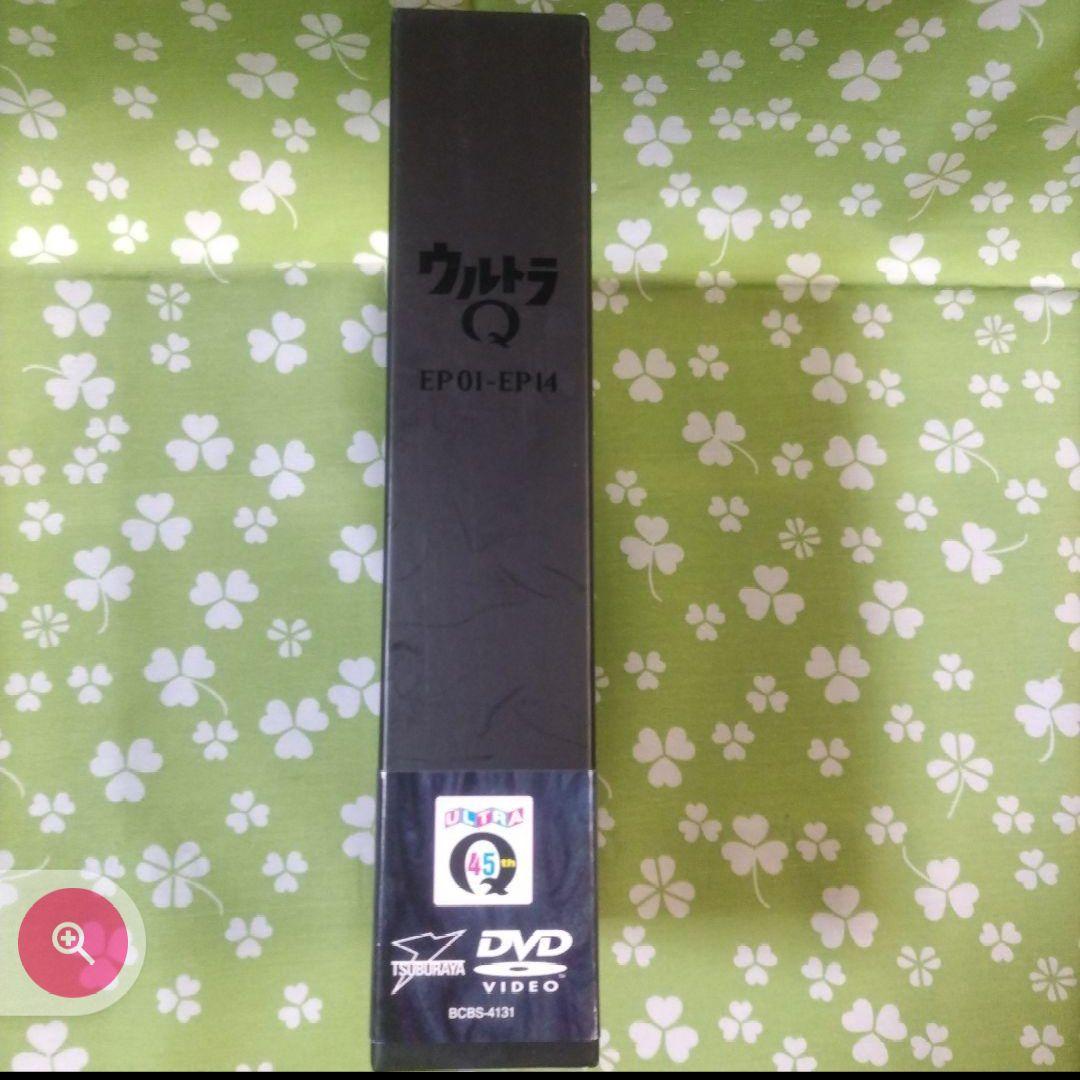 ウルトラ
Q
EP01-EP14
ULTRA
Q
45th
TSUBURAYA
DVD
VIDEO
BCBS-4131